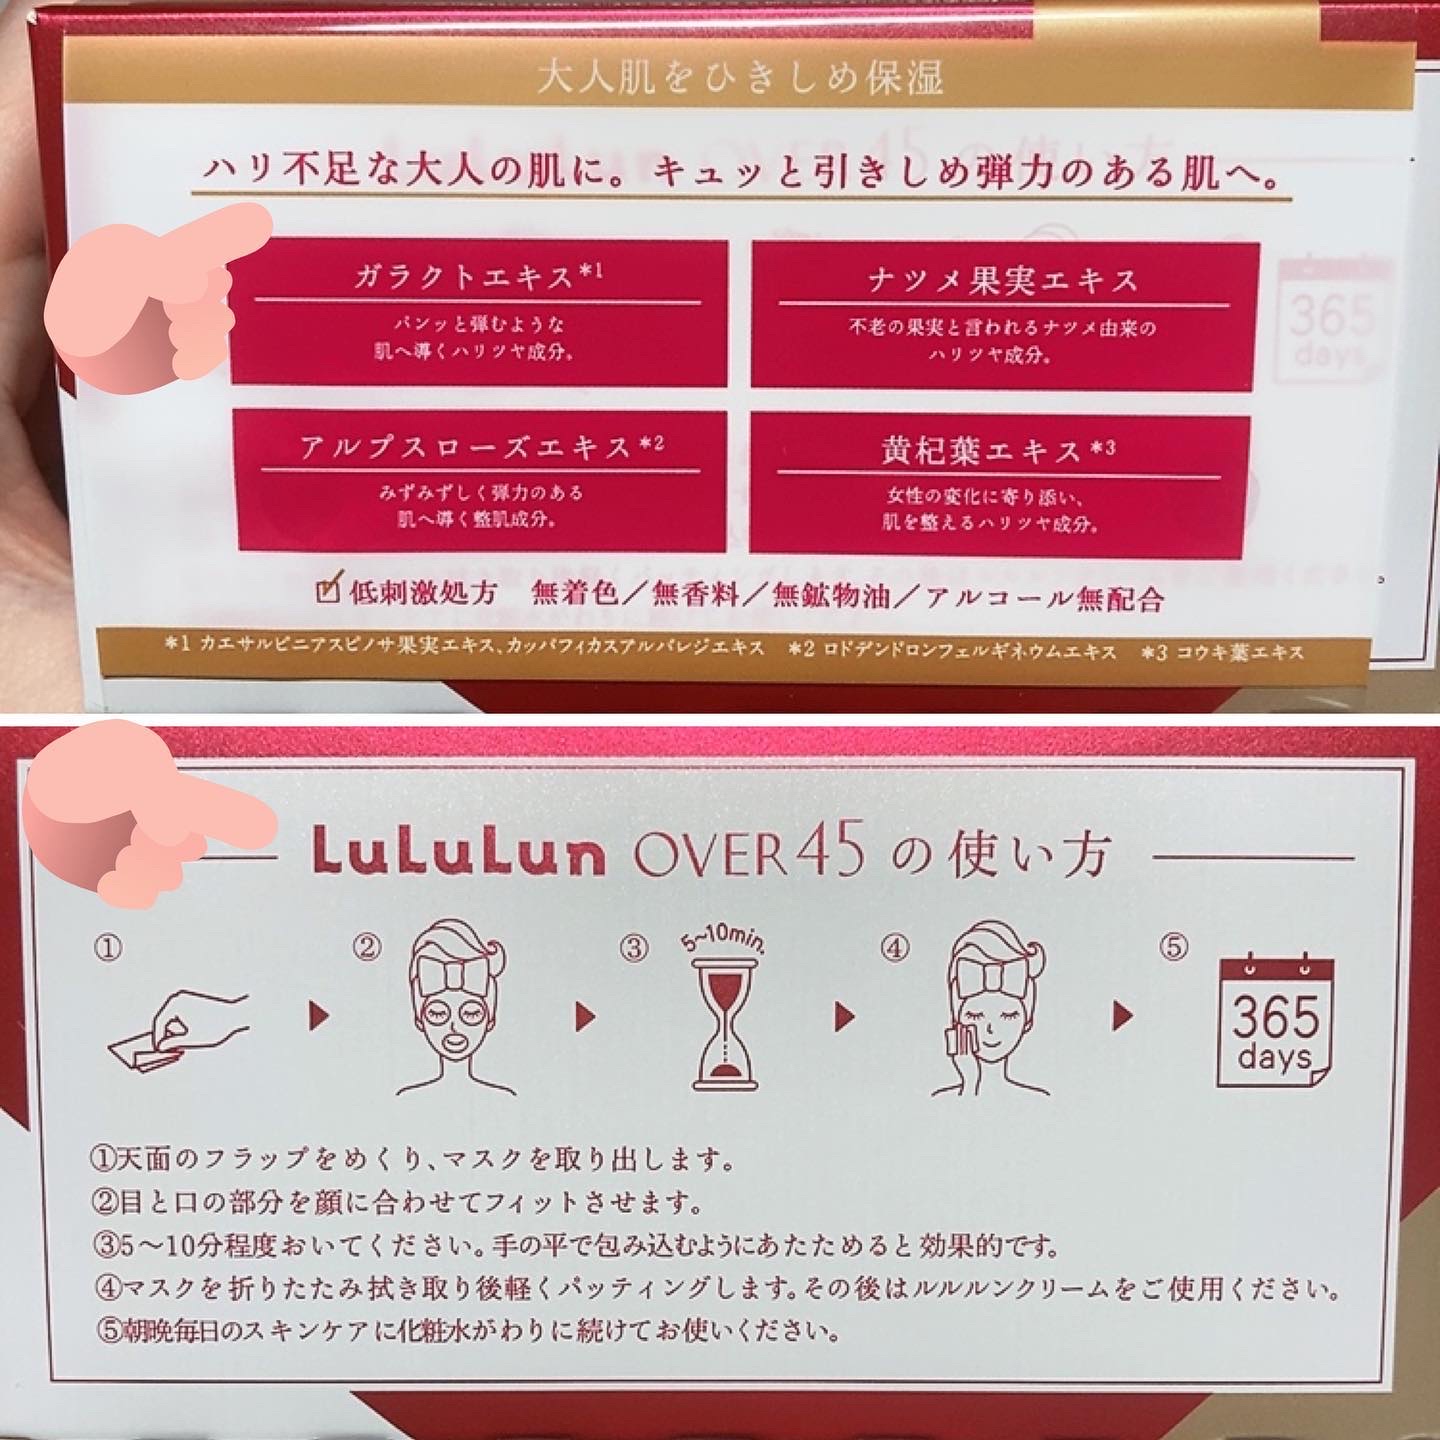 大人肌をひきしめ保湿
ハリ不足な大人の肌に。キュッと引きしめ弾力のある肌へ。
ガラクトエキス*1
パンッと弾むような
肌へ導くハリツヤ成分。
ナツメ果実エキス
不老の果実と言われるナツメ由来の
ハリツヤ成分。
アルプスローズエキス*2
みずみずしく弾力のある
肌へ導く整肌成分。
黄杞葉エキス*3
女性の変化に寄り添い、
肌を整えるハリツヤ成分。
低刺激処方 無着色/無香料/無鉱物油/アルコール無配合
*1 カエサルピニアスピノサ果実エキス、カッパフィカスアルバレジエキス *2 ロドデンドロンフェルギネウムエキス *3 コウキ葉エキス
365
days
LuLuLun OVER45の使い方
① ② ③ 5~10min. ④ ⑤
365
days
①天面のフラップをめくり、マスクを取り出します。
②目と口の部分を顔に合わせてフィットさせます。
③5〜10分程度おいてください。手の平で包み込むようにあたためると効果的です。
④マスクを折りたたみ拭き取り後軽くパッティングします。その後はルルルンクリームをご使用ください。
⑤朝晩毎日のスキンケアに化粧水がわりに続けてお使いください。